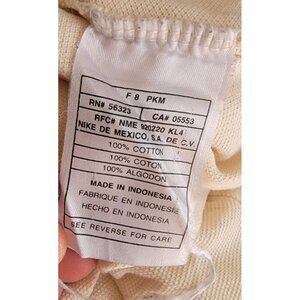 F 8 PKM
RN# 56323 CA# 05553
RFC# NME 920220 KL4
NIKE DE MEXICO, S.A. DE C.V.
100% COTTON
100% COTON
100% ALGODON
MADE IN INDONESIA
FABRIQUE EN INDONESIE
HECHO EN INDONESIA
SEE REVERSE FOR CARE